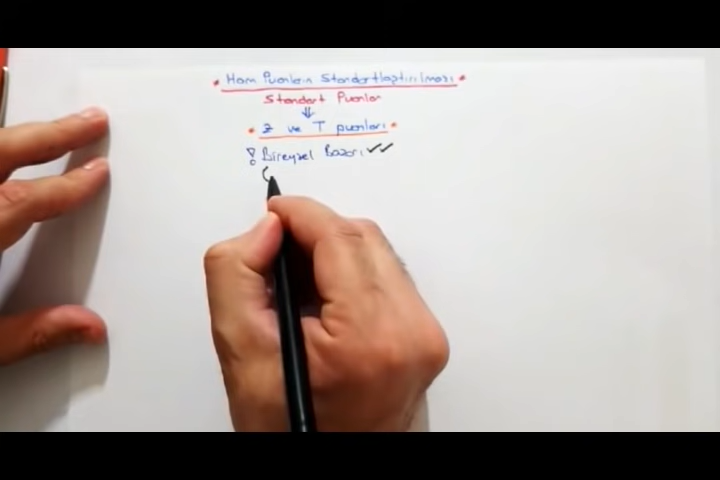 • Ham Puanların Standartlaştırılması •
Standart Puanlar
⇓
• Z ve T puanları •
! Bireysel Başarı ✓✓
(